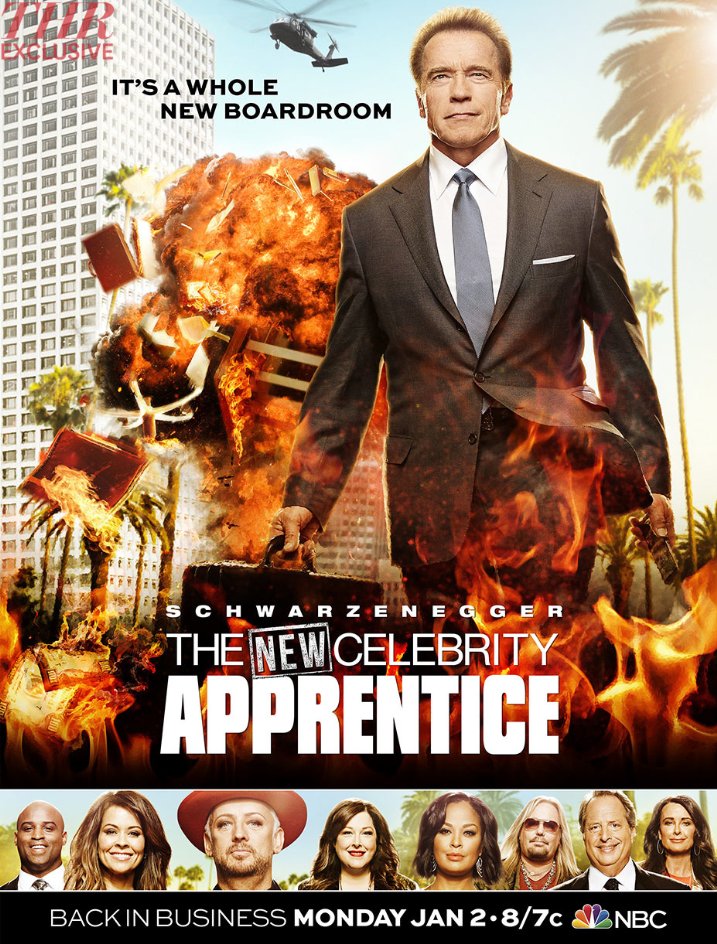 THR
EXCLUSIVE
IT'S A WHOLE
NEW BOARDROOM
SCHWARZENEGGER
THE NEW CELEBRITY
APPRENTICE
BACK IN BUSINESS MONDAY JAN 2 • 8/7c NBC